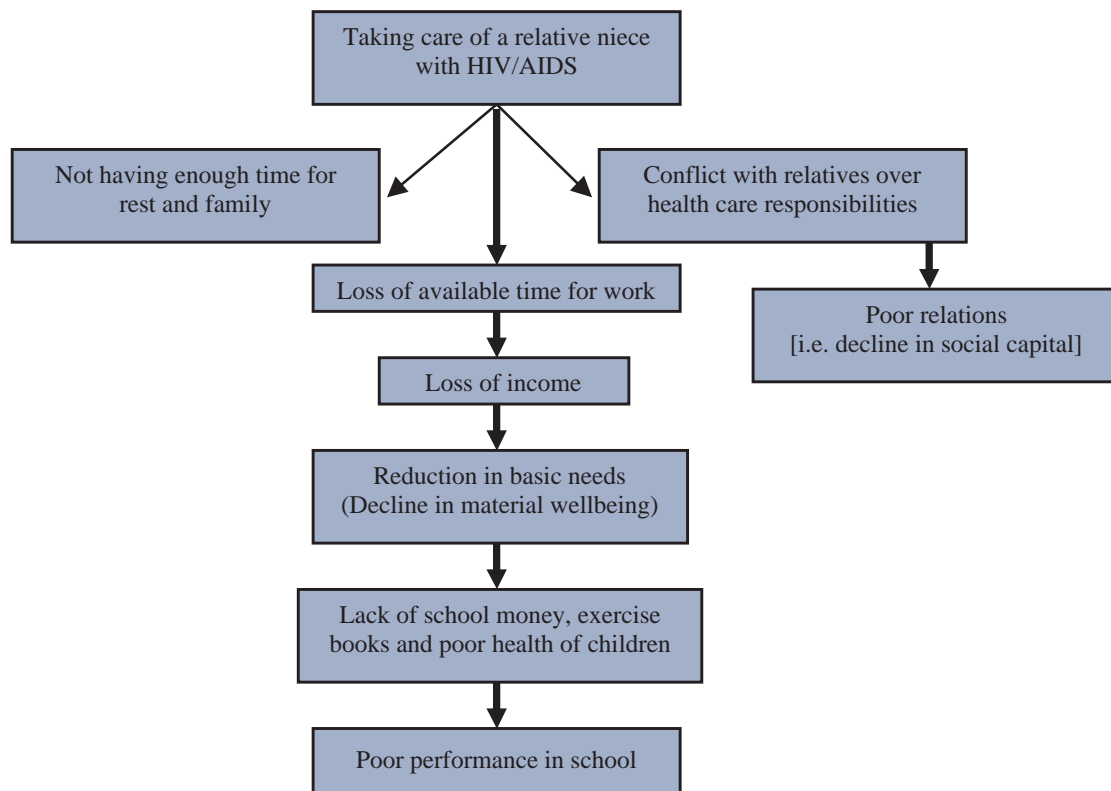 Taking care of a relative niece
with HIV/AIDS
Not having enough time for
rest and family
Conflict with relatives over
health care responsibilities
Loss of available time for work
Poor relations
[i.e. decline in social capital]
Loss of income
Reduction in basic needs
(Decline in material wellbeing)
Lack of school money, exercise
books and poor health of children
Poor performance in school